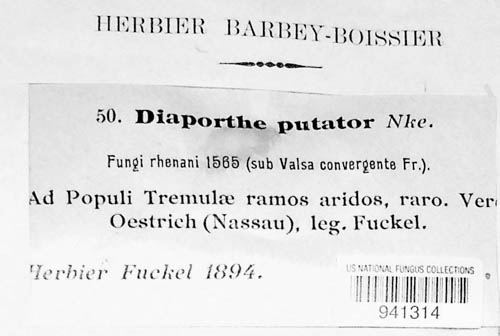 HERBIER BARBEY-BOISSIER
50. Diaporthe putator Nke.
Fungi rhenani 1565 (sub Valsa convergente Fr.).
Ad Populi Tremulæ ramos aridos, raro. Vere
Oestrich (Nassau), leg. Fuckel.
Herbier Fuckel 1894.
US NATIONAL FUNGUS COLLECTIONS
941314